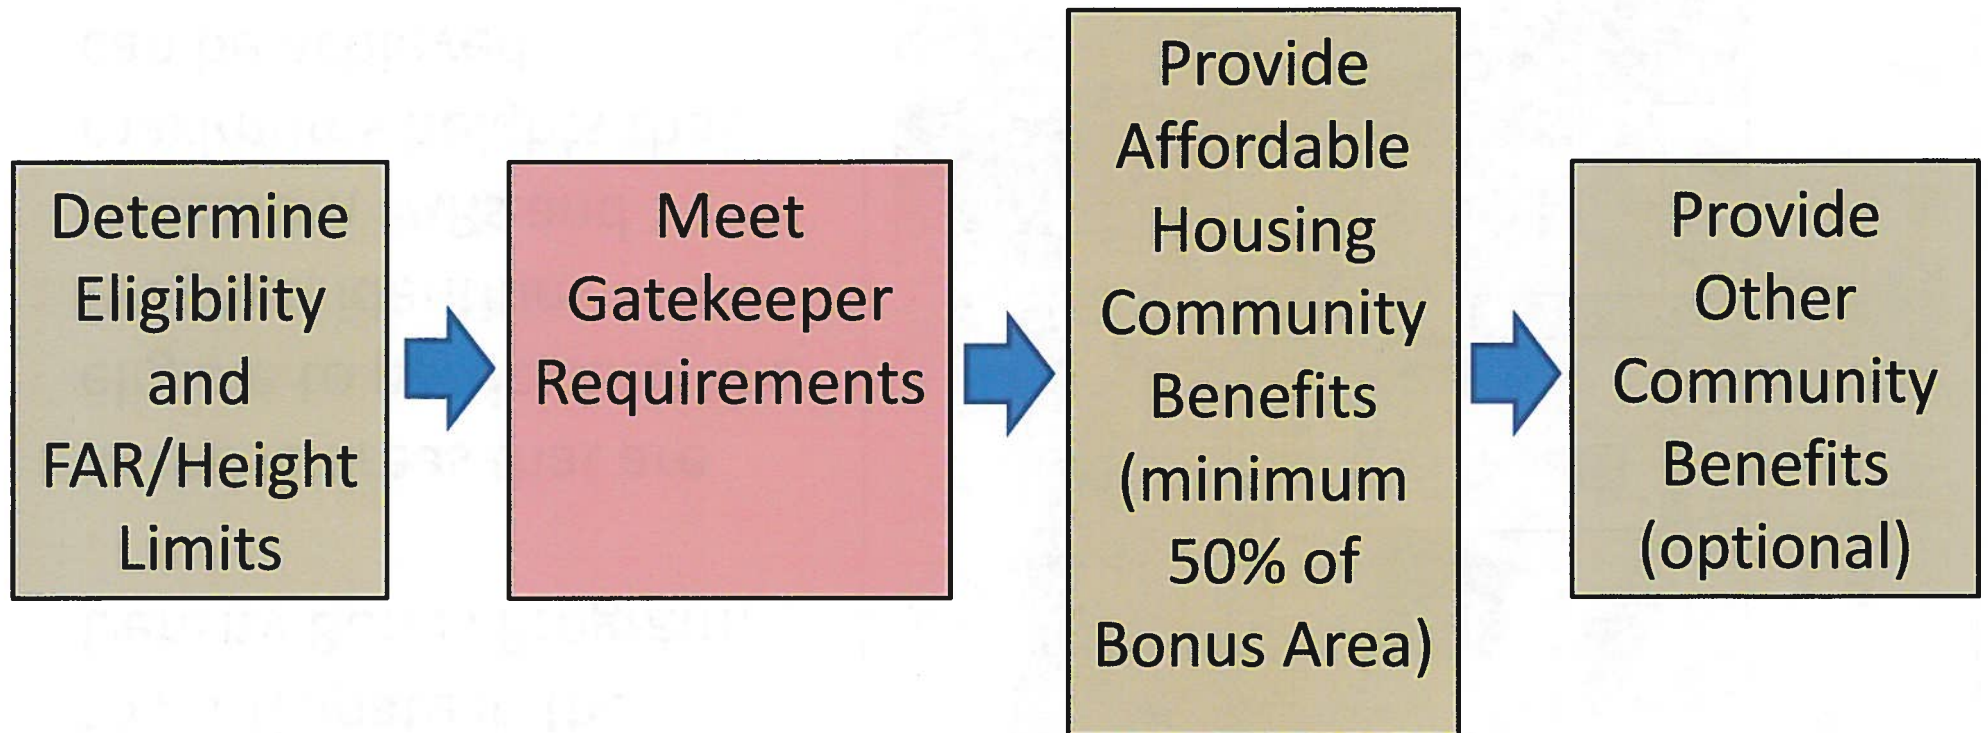 Determine
Eligibility
and
FAR/Height
Limits
Meet
Gatekeeper
Requirements
Provide
Affordable
Housing
Community
Benefits
(minimum
50% of
Bonus Area)
Provide
Other
Community
Benefits
(optional)